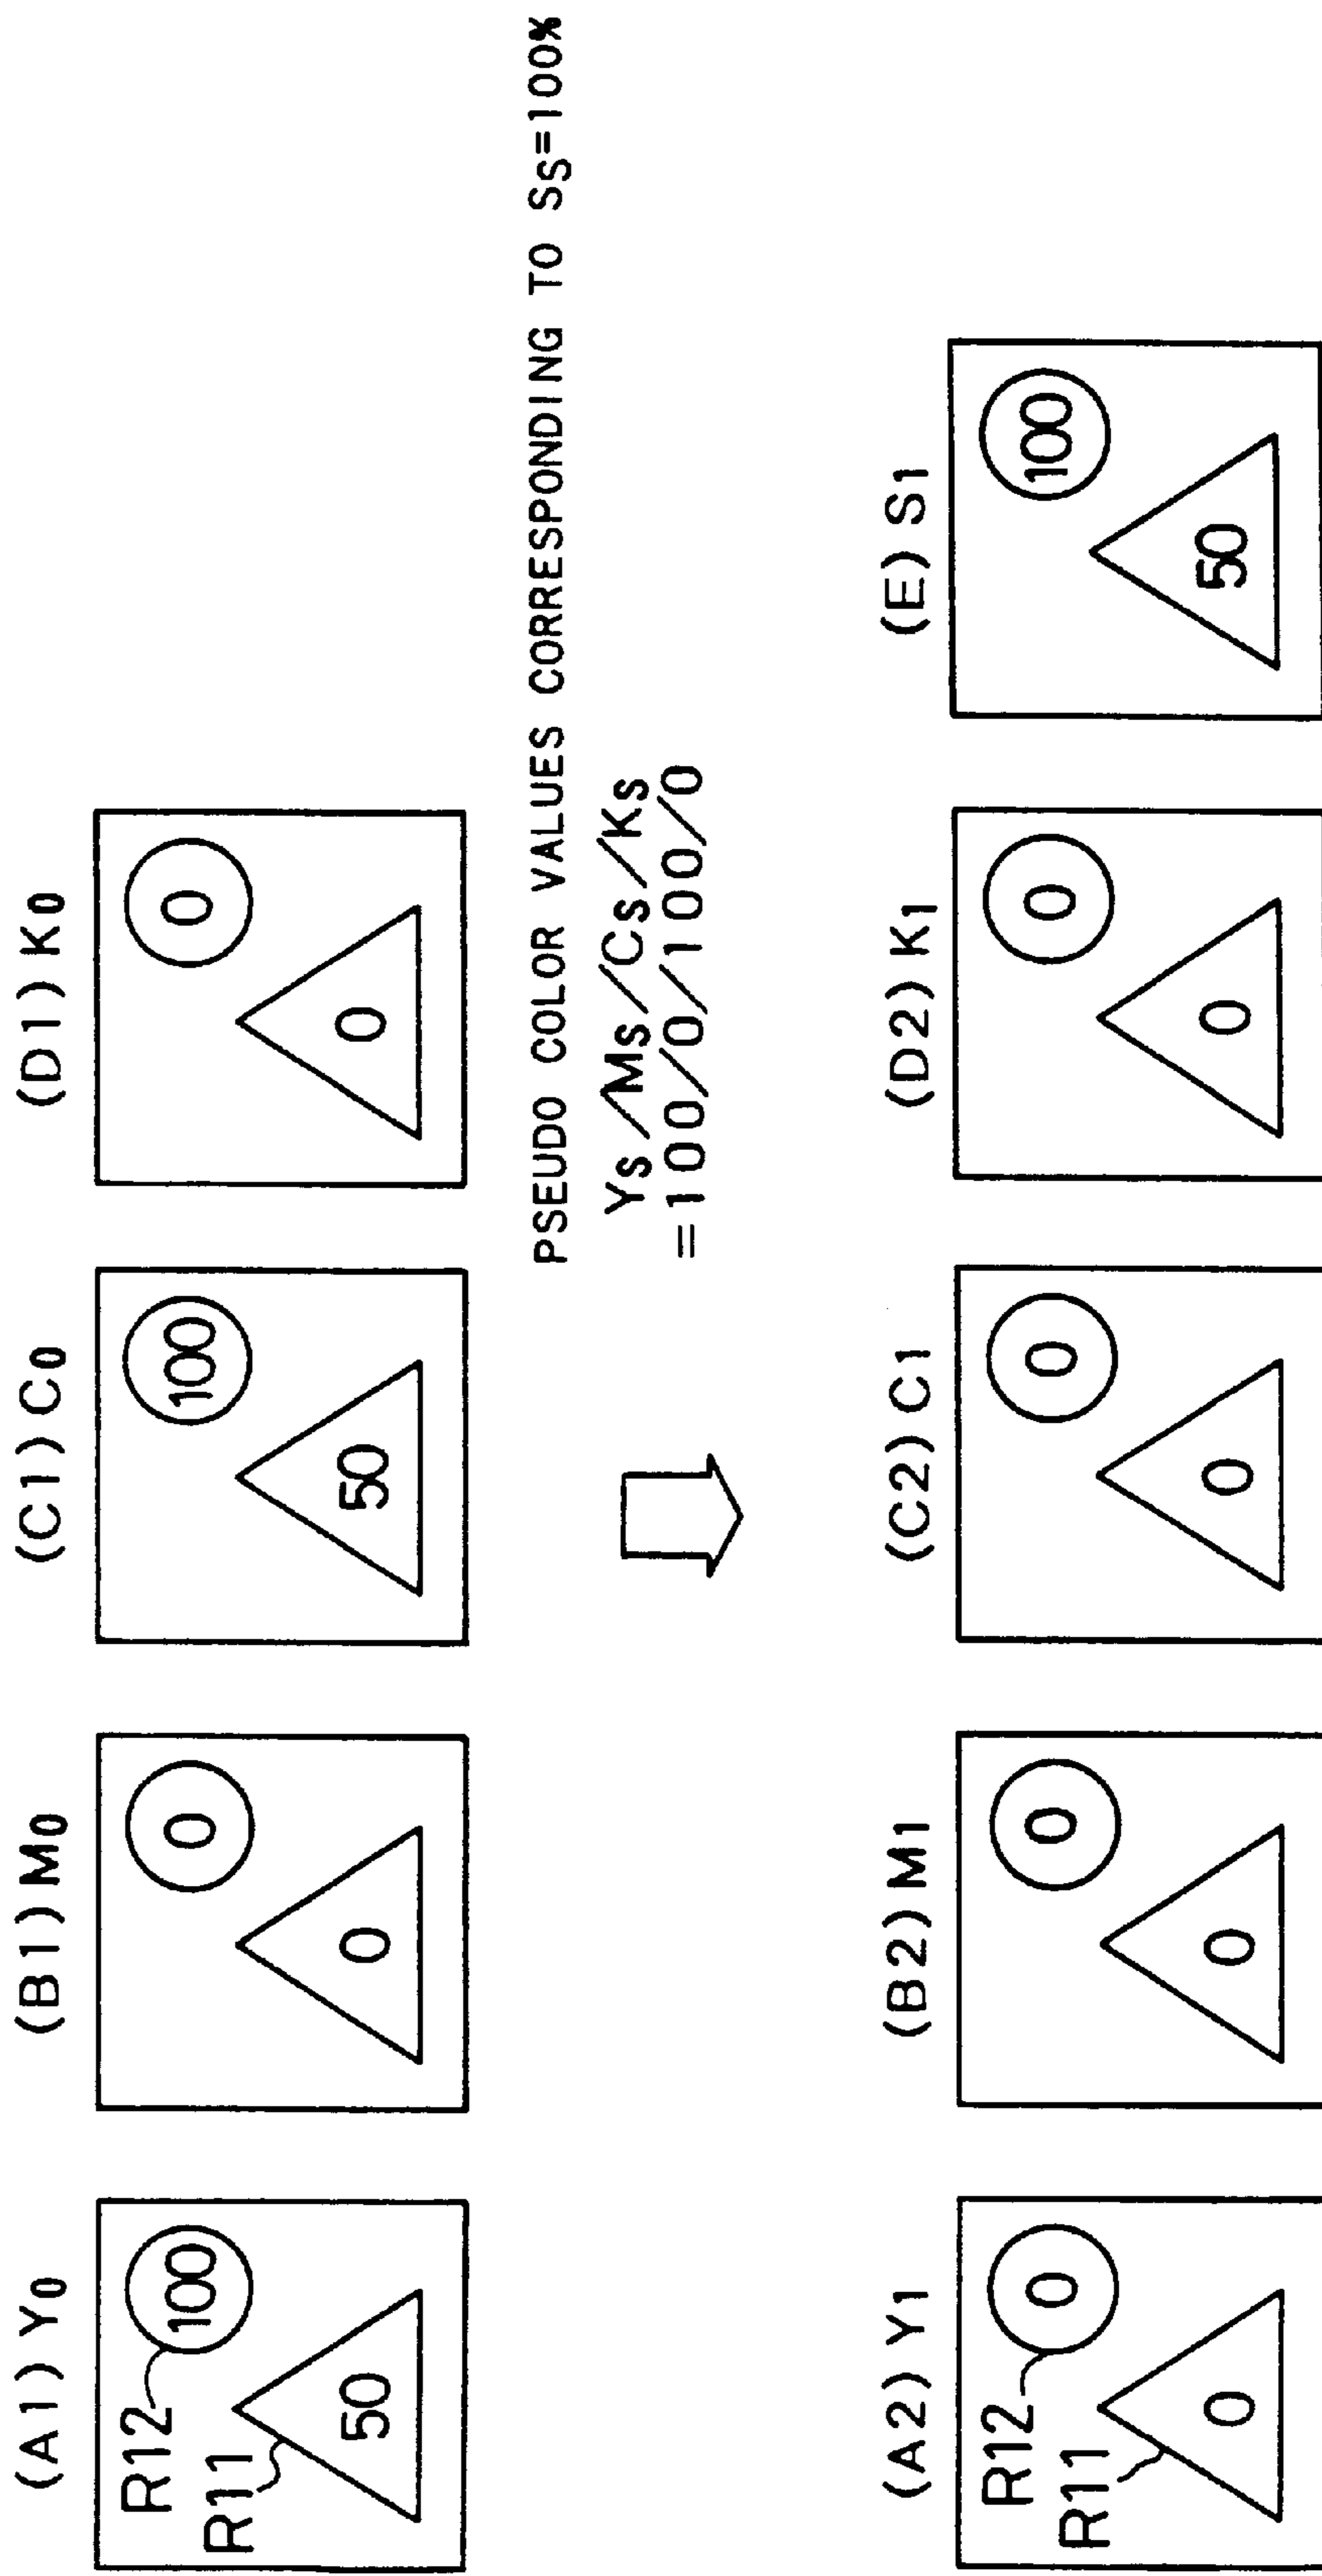 (A1) Y0
R12
100
R11
50
(B1) M0
0
0
(C1) C0
100
50
(D1) K0
0
0
PSEUDO COLOR VALUES CORRESPONDING TO SS=100%
YS/MS/CS/KS
=100/0/100/0
(A2) Y1
R12
0
R11
0
(B2) M1
0
0
(C2) C1
0
0
(D2) K1
0
0
(E) S1
100
50